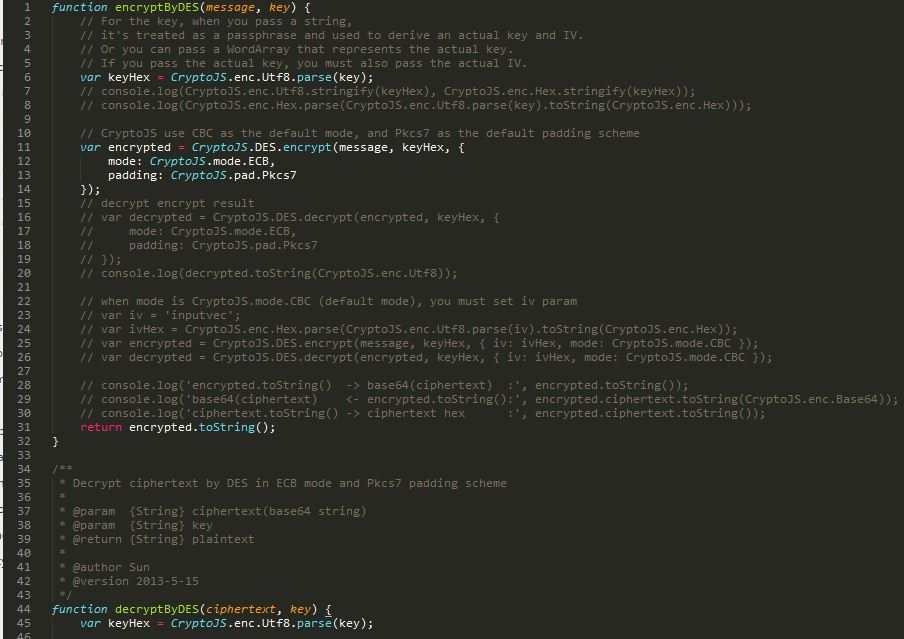 1 function encryptByDES(message, key) {
2 // For the key, when you pass a string,
3 // it's treated as a passphrase and used to derive an actual key and IV.
4 // Or you can pass a WordArray that represents the actual key.
5 // If you pass the actual key, you must also pass the actual IV.
6 var keyHex = CryptoJS.enc.Utf8.parse(key);
7 // console.log(CryptoJS.enc.Utf8.stringify(keyHex), CryptoJS.enc.Hex.stringify(keyHex));
8 // console.log(CryptoJS.enc.Hex.parse(CryptoJS.enc.Utf8.parse(key).toString(CryptoJS.enc.Hex)));
9
10 // CryptoJS use CBC as the default mode, and Pkcs7 as the default padding scheme
11 var encrypted = CryptoJS.DES.encrypt(message, keyHex, {
12 mode: CryptoJS.mode.ECB,
13 padding: CryptoJS.pad.Pkcs7
14 });
15 // decrypt encrypt result
16 // var decrypted = CryptoJS.DES.decrypt(encrypted, keyHex, {
17 // mode: CryptoJS.mode.ECB,
18 // padding: CryptoJS.pad.Pkcs7
19 // });
20 // console.log(decrypted.toString(CryptoJS.enc.Utf8));
21
22 // when mode is CryptoJS.mode.CBC (default mode), you must set iv param
23 // var iv = 'inputvec';
24 // var ivHex = CryptoJS.enc.Hex.parse(CryptoJS.enc.Utf8.parse(iv).toString(CryptoJS.enc.Hex));
25 // var encrypted = CryptoJS.DES.encrypt(message, keyHex, { iv: ivHex, mode: CryptoJS.mode.CBC });
26 // var decrypted = CryptoJS.DES.decrypt(encrypted, keyHex, { iv: ivHex, mode: CryptoJS.mode.CBC });
27
28 // console.log('encrypted.toString() -> base64(ciphertext) :', encrypted.toString());
29 // console.log('base64(ciphertext) <- encrypted.toString():', encrypted.ciphertext.toString(CryptoJS.enc.Base64));
30 // console.log('ciphertext.toString() -> ciphertext hex :', encrypted.ciphertext.toString());
31 return encrypted.toString();
32 }
33
34 /**
35 * Decrypt ciphertext by DES in ECB mode and Pkcs7 padding scheme
36 *
37 * @param {String} ciphertext(base64 string)
38 * @param {String} key
39 * @return {String} plaintext
40 *
41 * @author Sun
42 * @version 2013-5-15
43 */
44 function decryptByDES(ciphertext, key) {
45 var keyHex = CryptoJS.enc.Utf8.parse(key);
46